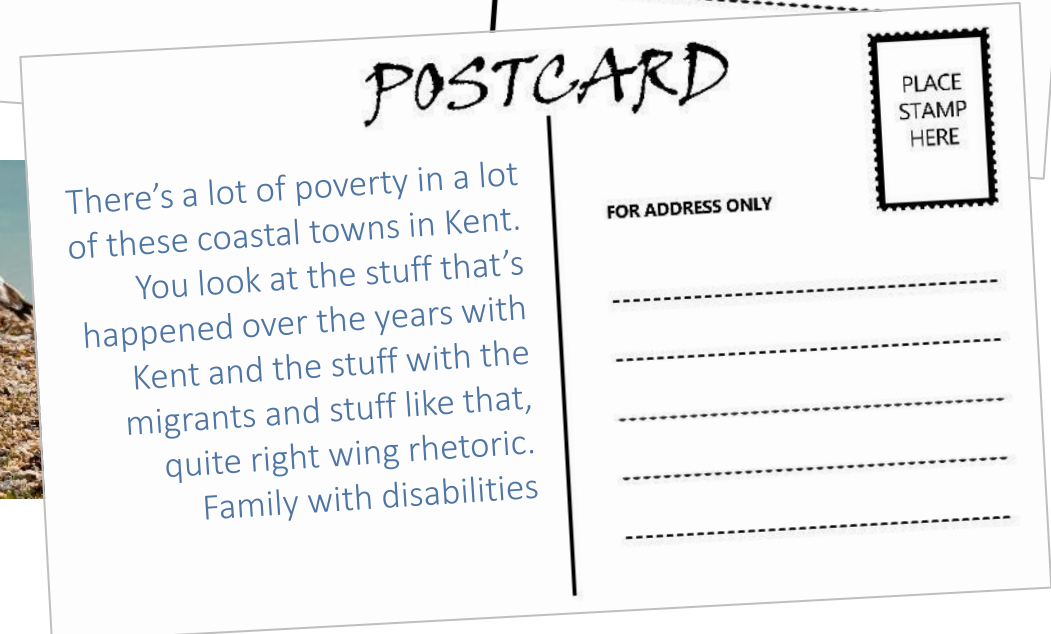 POSTCARD
PLACE
STAMP
HERE
There’s a lot of poverty in a lot
of these coastal towns in Kent.
You look at the stuff that’s
happened over the years with
Kent and the stuff with the
migrants and stuff like that,
quite right wing rhetoric.
Family with disabilities
FOR ADDRESS ONLY